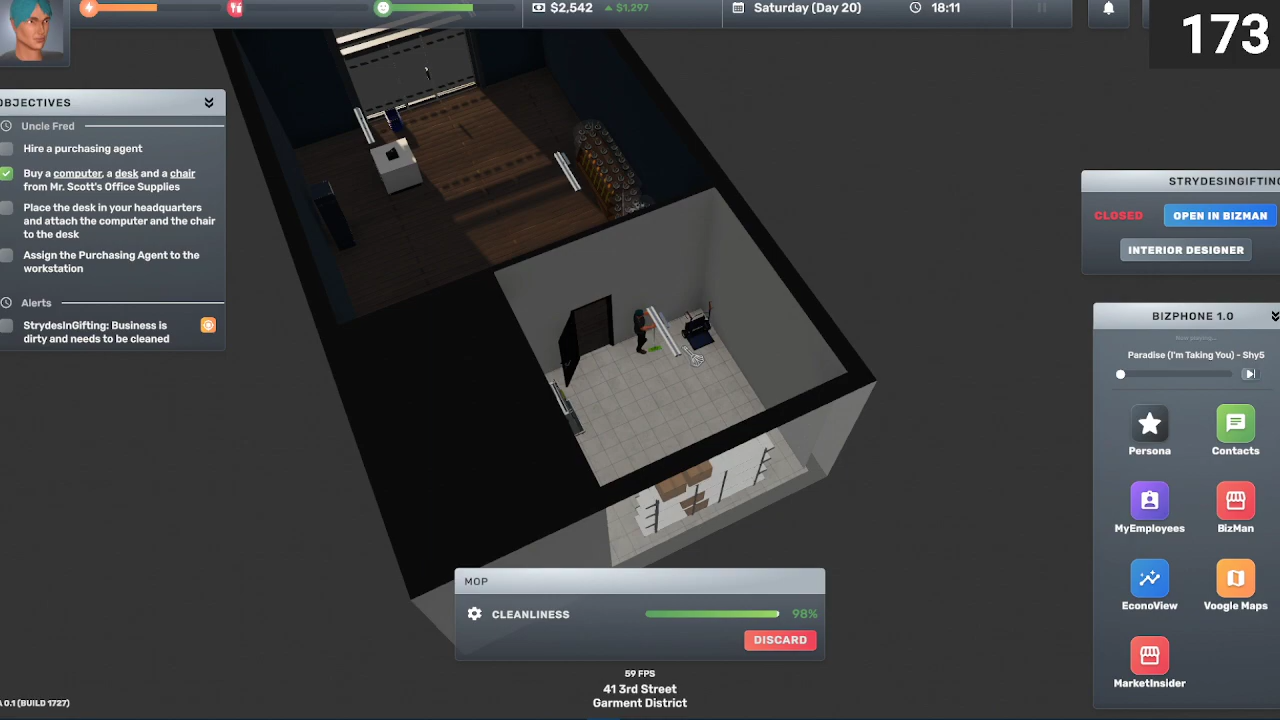 $2,542 $1,297
Saturday (Day 20)
18:11
173
OBJECTIVES
Uncle Fred
Hire a purchasing agent
Buy a computer, a desk and a chair
from Mr. Scott's Office Supplies
Place the desk in your headquarters
and attach the computer and the chair
to the desk
Assign the Purchasing Agent to the
workstation
Alerts
StrydesInGifting: Business is
dirty and needs to be cleaned
STRYDESINGIFTING
CLOSED
OPEN IN BIZMAN
INTERIOR DESIGNER
BIZPHONE 1.0
Now playing...
Paradise (I'm Taking You) - Shy5
Persona
Contacts
MyEmployees
BizMan
EconoView
Voogle Maps
MarketInsider
MOP
CLEANLINESS
98%
DISCARD
59 FPS
41 3rd Street
Garment District
A 0.1 (BUILD 1727)